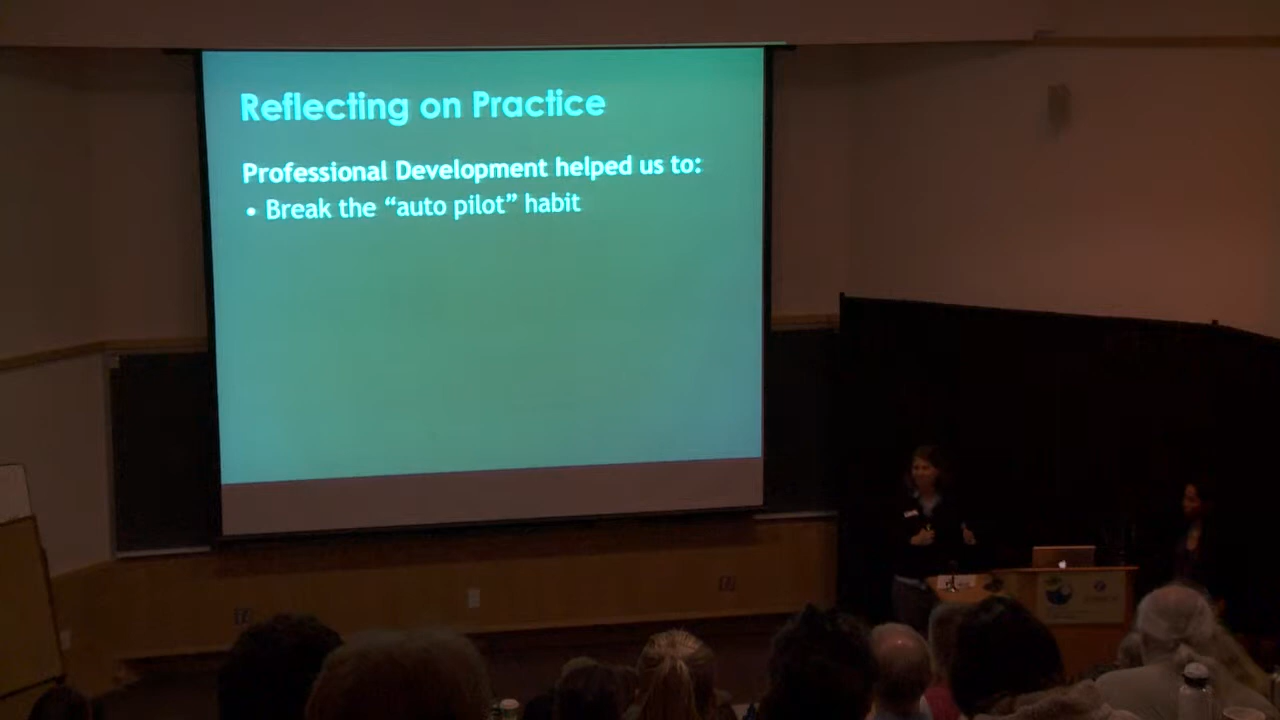 Reflecting on Practice
Professional Development helped us to:
• Break the “auto pilot” habit